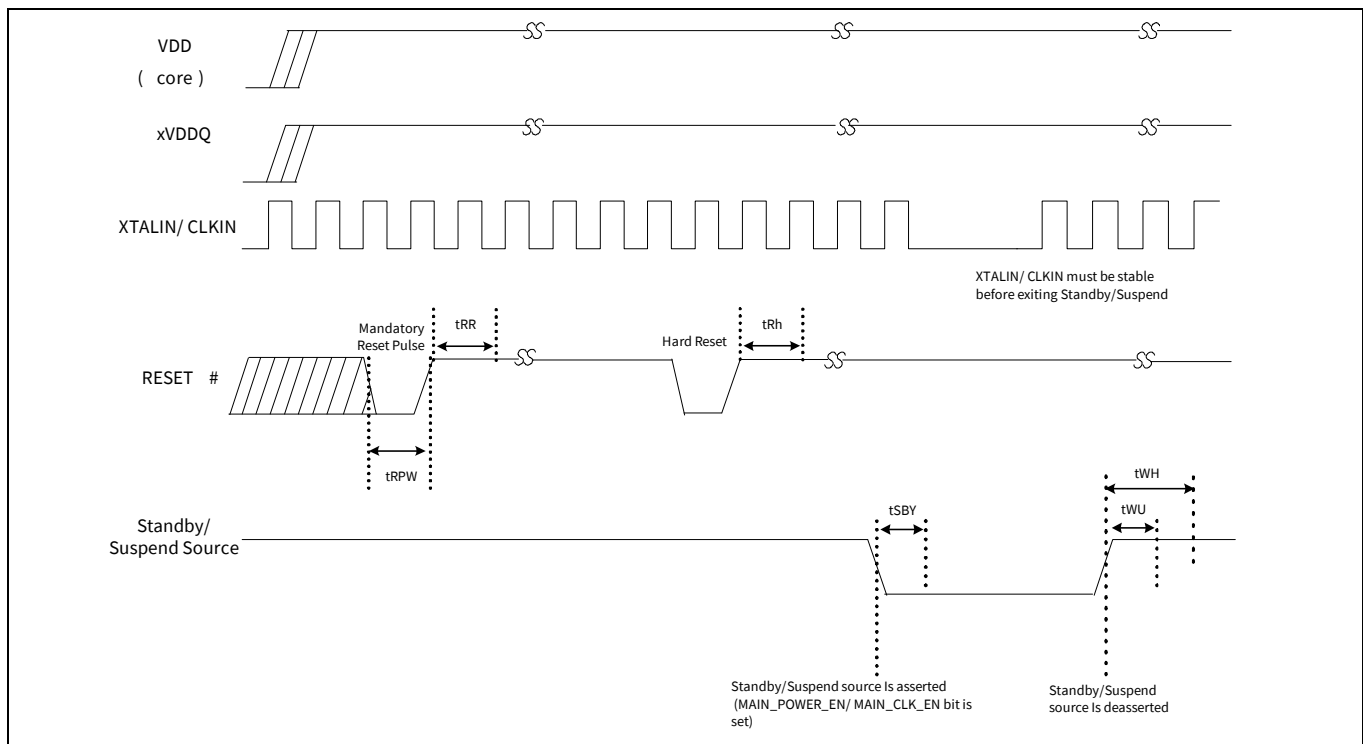 VDD
( core )
xVDDQ
XTALIN/ CLKIN
XTALIN/ CLKIN must be stable
before exiting Standby/Suspend
Mandatory
Reset Pulse
tRR
Hard Reset
tRh
RESET #
tRPW
tWH
tSBY
tWU
Standby/
Suspend Source
Standby/Suspend source Is asserted
(MAIN_POWER_EN/ MAIN_CLK_EN bit is
set)
Standby/Suspend
source Is deasserted